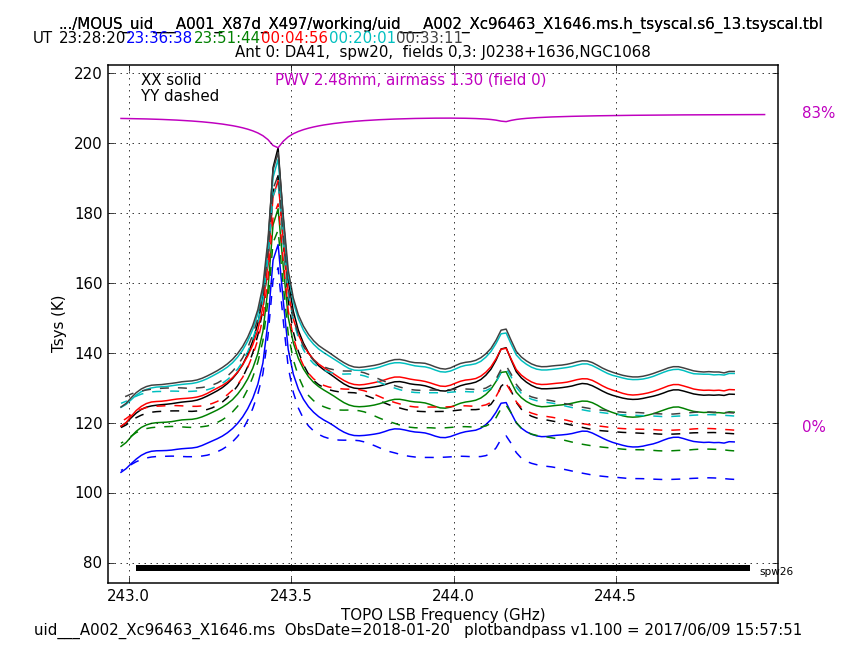 .../MOUS_uid___A001_X87d_X497/working/uid___A002_Xc96463_X1646.ms.h_tsyscal.s6_13.tsyscal.tbl
UT 23:28:20 23:36:38 23:51:44 00:04:56 00:20:01 00:33:11
Ant 0: DA41, spw20, fields 0,3: J0238+1636,NGC1068
XX solid
YY dashed
PWV 2.48mm, airmass 1.30 (field 0)
83%
0%
220
200
180
160
140
120
100
80
Tsys (K)
spw26
243.0 243.5 244.0 244.5
TOPO LSB Frequency (GHz)
uid___A002_Xc96463_X1646.ms ObsDate=2018-01-20 plotbandpass v1.100 = 2017/06/09 15:57:51